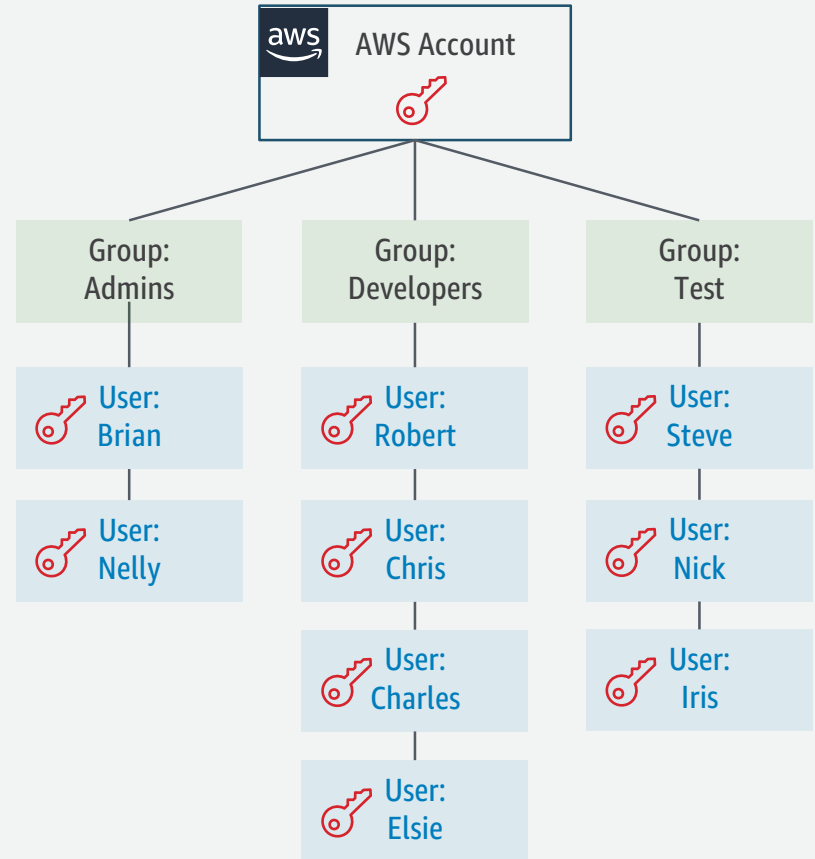 aws
AWS Account
Group:
Admins
User:
Brian
User:
Nelly
Group:
Developers
User:
Robert
User:
Chris
User:
Charles
User:
Elsie
Group:
Test
User:
Steve
User:
Nick
User:
Iris